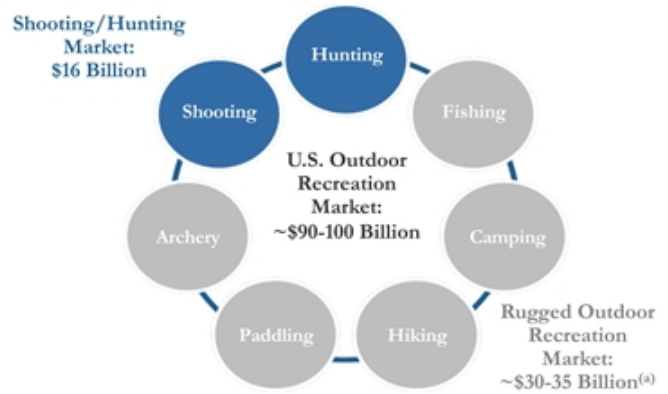 Shooting/Hunting
Market:
$16 Billion
Hunting
Shooting
Fishing
U.S. Outdoor
Recreation
Market:
~$90-100 Billion
Archery
Camping
Paddling
Hiking
Rugged Outdoor
Recreation
Market:
~$30-35 Billion(a)